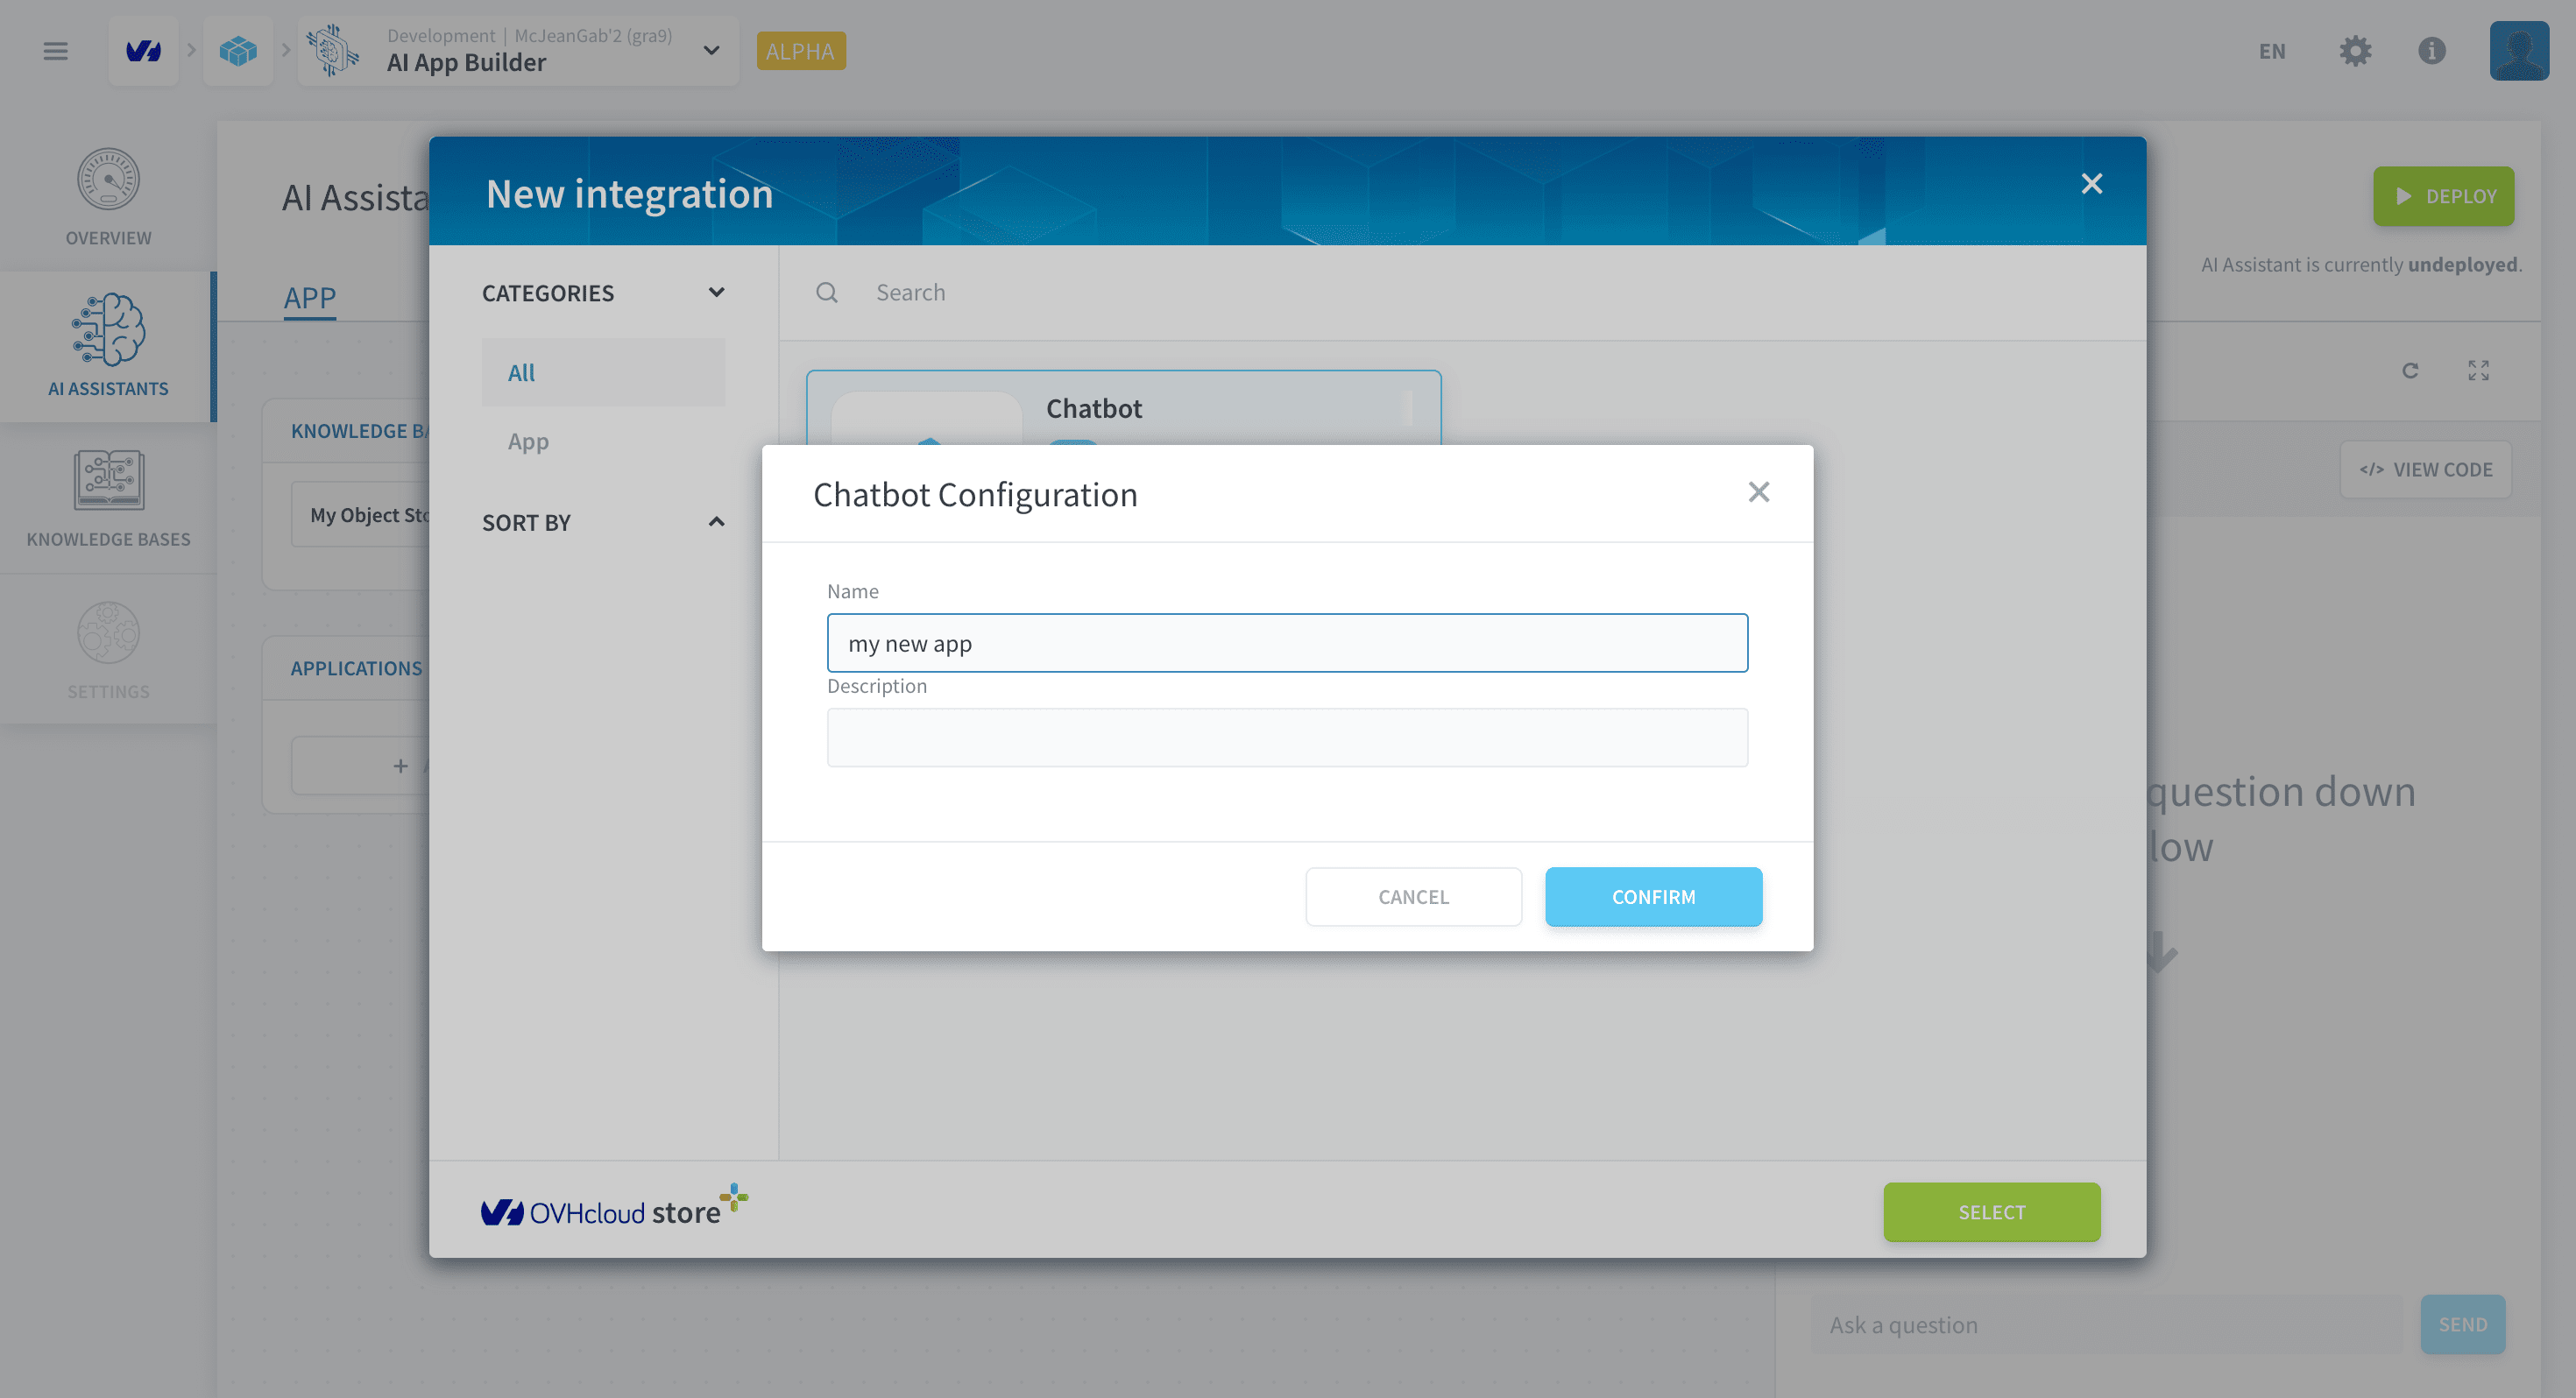 Development | McJeanGab'2 (gra9)
AI App Builder
ALPHA
EN
OVERVIEW
AI ASSISTANTS
KNOWLEDGE BASES
SETTINGS
AI Assista
APP
DEPLOY
AI Assistant is currently undeployed.
KNOWLEDGE BA
My Object Sto
APPLICATIONS
+ A
</> VIEW CODE
question down
low
Ask a question
SEND
New integration
CATEGORIES
All
App
SORT BY
Search
Chatbot
OVHcloud store
SELECT
Chatbot Configuration
Name
my new app
Description
CANCEL
CONFIRM